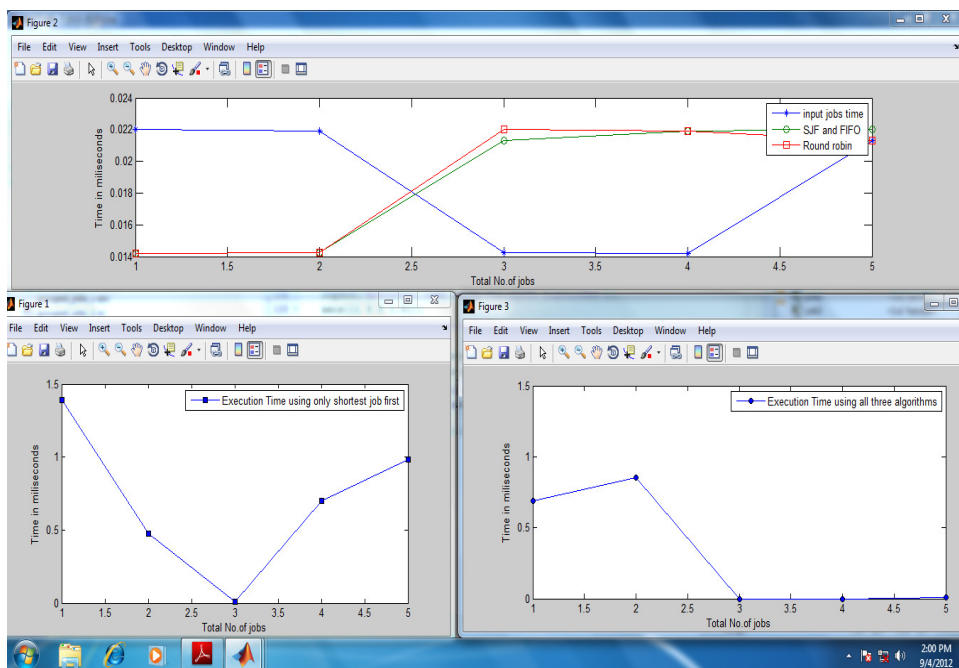 Figure 2
File Edit View Insert Tools Desktop Window Help
0.024
0.022
0.02
0.018
0.016
0.014
1 1.5 2 2.5 3 3.5 4 4.5 5
Time in miliseconds
Total No.of jobs
input jobs time
SJF and FIFO
Round robin
Figure 1
File Edit View Insert Tools Desktop Window Help
1.5
1
0.5
0
1 1.5 2 2.5 3 3.5 4 4.5 5
Time in miliseconds
Total No.of jobs
Execution Time using only shortest job first
Figure 3
File Edit View Insert Tools Desktop Window Help
1.5
1
0.5
0
1 1.5 2 2.5 3 3.5 4 4.5 5
Time in miliseconds
Total No.of jobs
Execution Time using all three algorithms
2:00 PM
9/4/2012